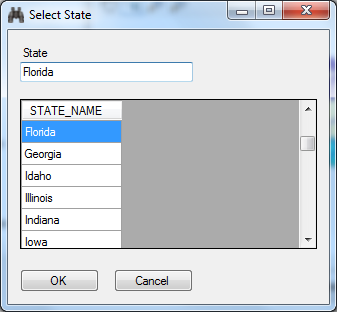 Select State
State
Florida
STATE_NAME
Florida
Georgia
Idaho
Illinois
Indiana
Iowa
OK
Cancel